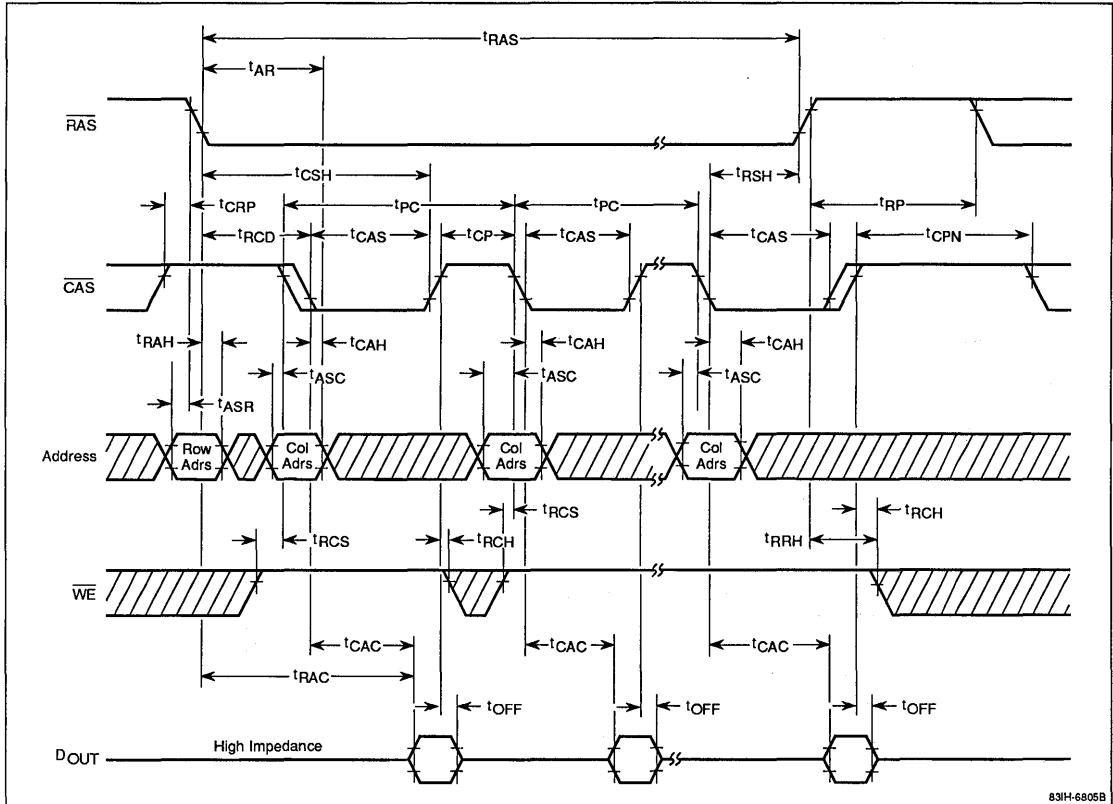 tRAS
tAR
RAS
tCSH
tRSH
tCRP
tPC
tPC
tRP
tRCD
tCAS
tCP
tCAS
tCAS
tCPN
CAS
tRAH
tCAH
tCAH
tCAH
tASC
tASC
tASR
Address
Row Adrs
Col Adrs
Col Adrs
Col Adrs
tRCS
tRCH
tRCS
tRCH
tRRH
WE
tCAC
tCAC
tCAC
tRAC
tOFF
tOFF
tOFF
High Impedance
DOUT
83IH-6805B